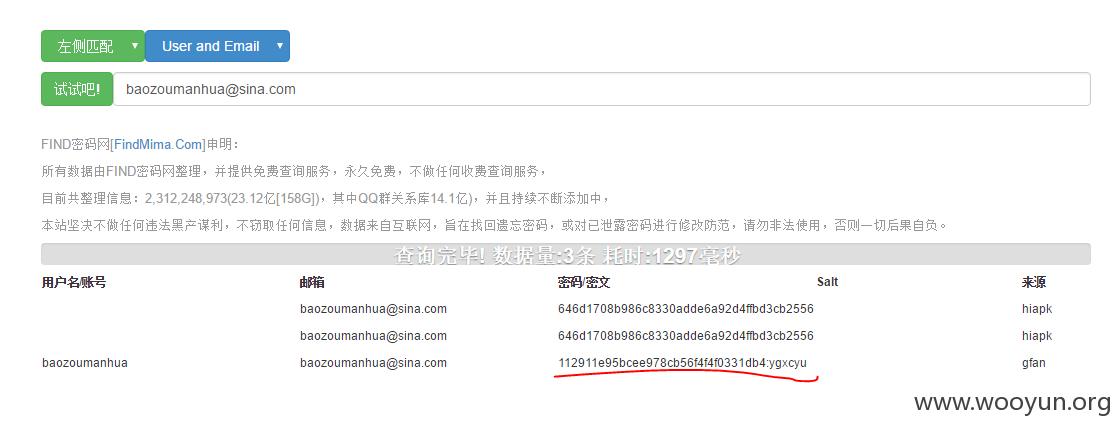 左侧匹配 User and Email
试试吧! baozoumanhua@sina.com
FIND密码网[FindMima.Com]申明：
所有数据由FIND密码网整理，并提供免费查询服务，永久免费，不做任何收费查询服务，
目前共整理信息：2,312,248,973(23.12亿[158G])，其中QQ群关系库14.1亿)，并且持续不断添加中，
本站坚决不做任何违法黑产谋利，不窃取任何信息，数据来自互联网，旨在找回遗忘密码，或对已泄露密码进行修改防范，请勿非法使用，否则一切后果自负。
查询完毕! 数据量:3条 耗时:1297毫秒
用户名/账号 邮箱 密码/密文 Salt 来源
baozoumanhua@sina.com 646d1708b986c8330adde6a92d4ffbd3cb2556 hiapk
baozoumanhua@sina.com 646d1708b986c8330adde6a92d4ffbd3cb2556 hiapk
baozoumanhua baozoumanhua@sina.com 112911e95bcee978cb56f4f4f0331db4:ygxcyu gfan
www.wooyun.org